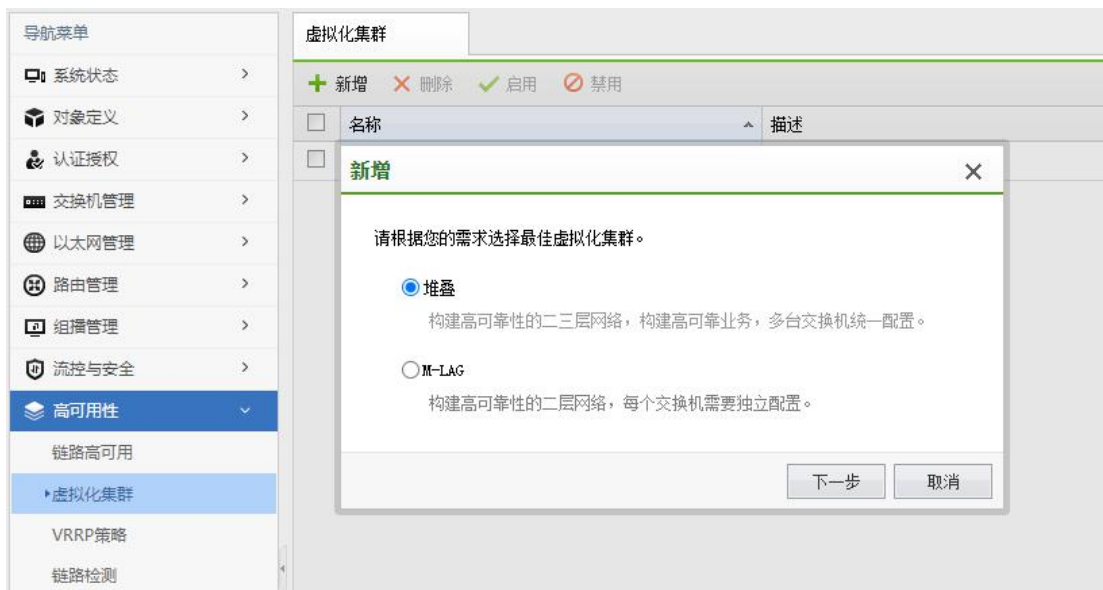 导航菜单
系统状态
对象定义
认证授权
交换机管理
以太网管理
路由管理
组播管理
流控与安全
高可用性
链路高可用
虚拟化集群
VRRP策略
链路检测
虚拟化集群
新增 删除 启用 禁用
名称 描述
新增
请根据您的需求选择最佳虚拟化集群。
堆叠
构建高可靠性的二三层网络，构建高可靠业务，多台交换机统一配置。
M-LAG
构建高可靠性的二层网络，每个交换机需要独立配置。
下一步 取消